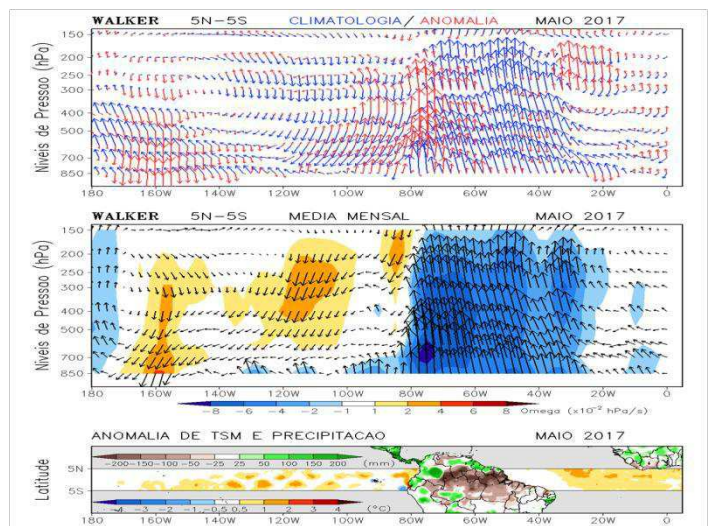 WALKER 5N-5S CLIMATOLOGIA/ANOMALIA MAIO 2017
Níveis de Pressão (hPa)
150
200
250
300
400
500
700
850
180 160W 140W 120W 100W 80W 60W 40W 20W 0
WALKER 5N-5S MEDIA MENSAL MAIO 2017
Níveis de Pressão (hPa)
150
200
250
300
400
500
700
850
180 160W 140W 120W 100W 80W 60W 40W 20W 0
-8 -6 -4 -2 -1 1 2 4 6 8 Omega (x10-2 hPa/s)
ANOMALIA DE TSM E PRECIPITACAO MAIO 2017
Latitude
-200-150-100-50 -25 25 50 100 150 200 (mm)
5N
5S
-4 -3 -2 -1 -0.5 0.5 1 2 3 4 (°C)
180 160W 140W 120W 100W 80W 60W 40W 20W 0